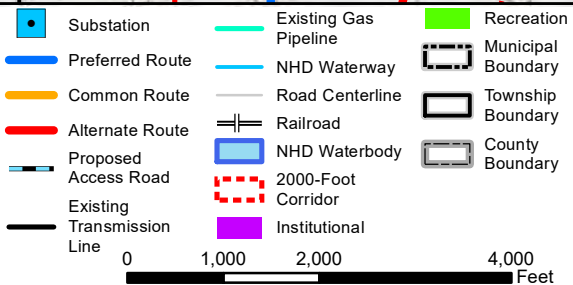 Substation
Preferred Route
Common Route
Alternate Route
Proposed
Access Road
Existing
Transmission
Line
Existing Gas
Pipeline
NHD Waterway
Road Centerline
Railroad
NHD Waterbody
2000-Foot
Corridor
Institutional
Recreation
Municipal
Boundary
Township
Boundary
County
Boundary
0 1,000 2,000 4,000
Feet